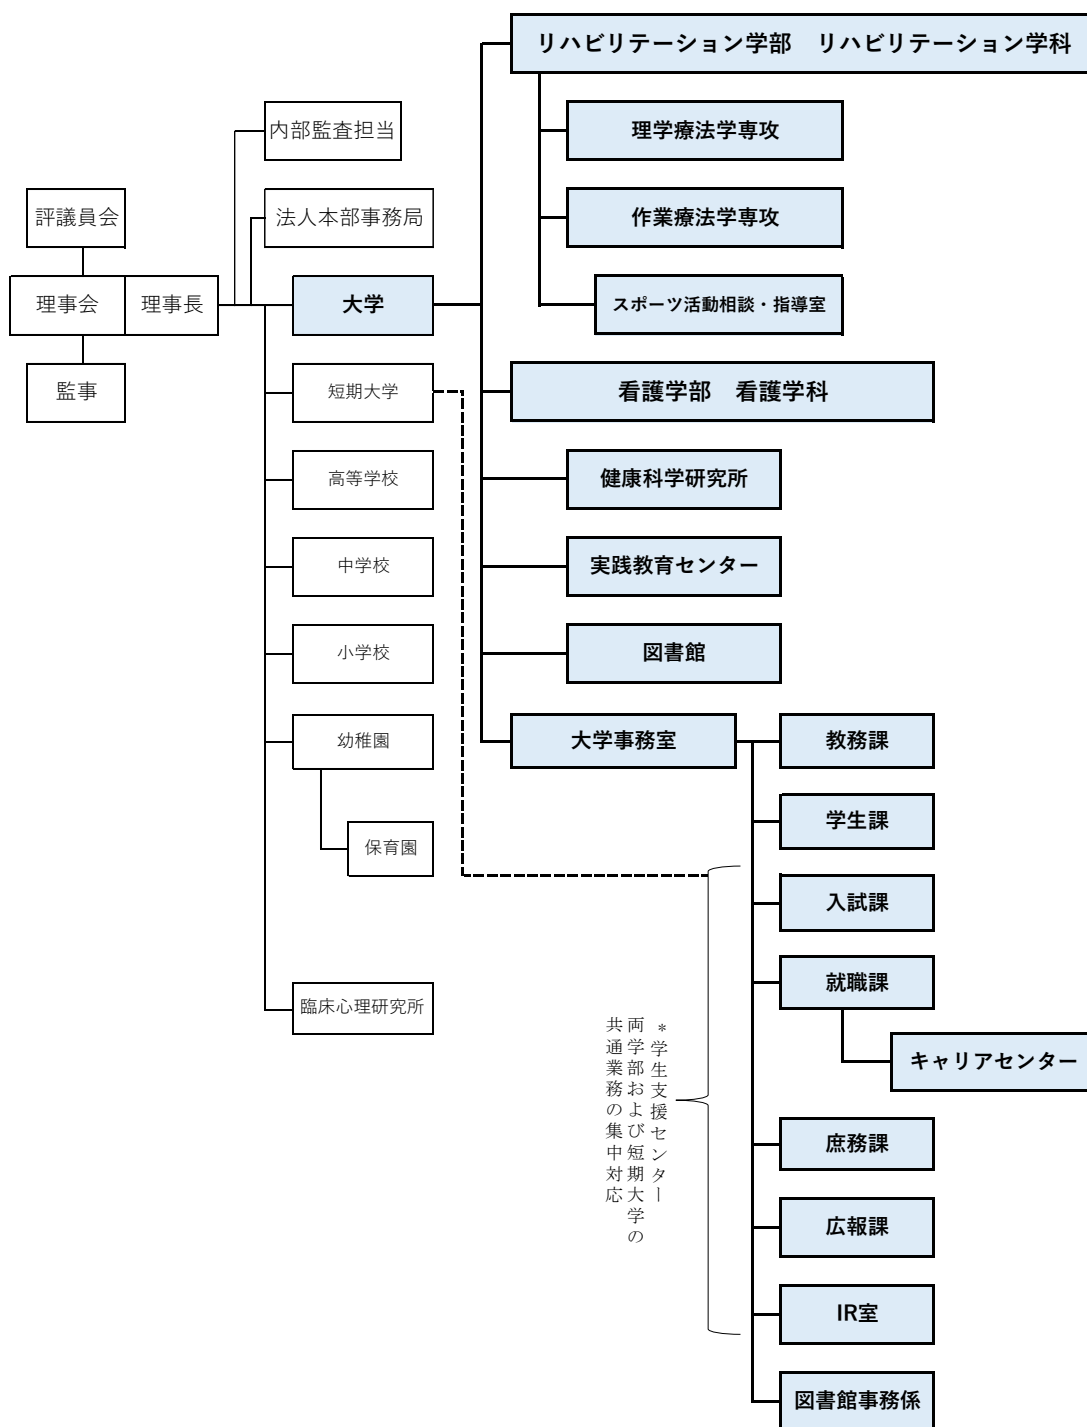 リハビリテーション学部　リハビリテーション学科
内部監査担当
理学療法学専攻
評議員会
法人本部事務局
作業療法学専攻
理事会
理事長
大学
スポーツ活動相談・指導室
監事
短期大学
看護学部　看護学科
高等学校
健康科学研究所
中学校
実践教育センター
小学校
図書館
幼稚園
大学事務室
教務課
学生課
保育園
入試課
就職課
臨床心理研究所
＊学生支援センター
両学部および短期大学の
共通業務の集中対応
キャリアセンター
庶務課
広報課
IR室
図書館事務係